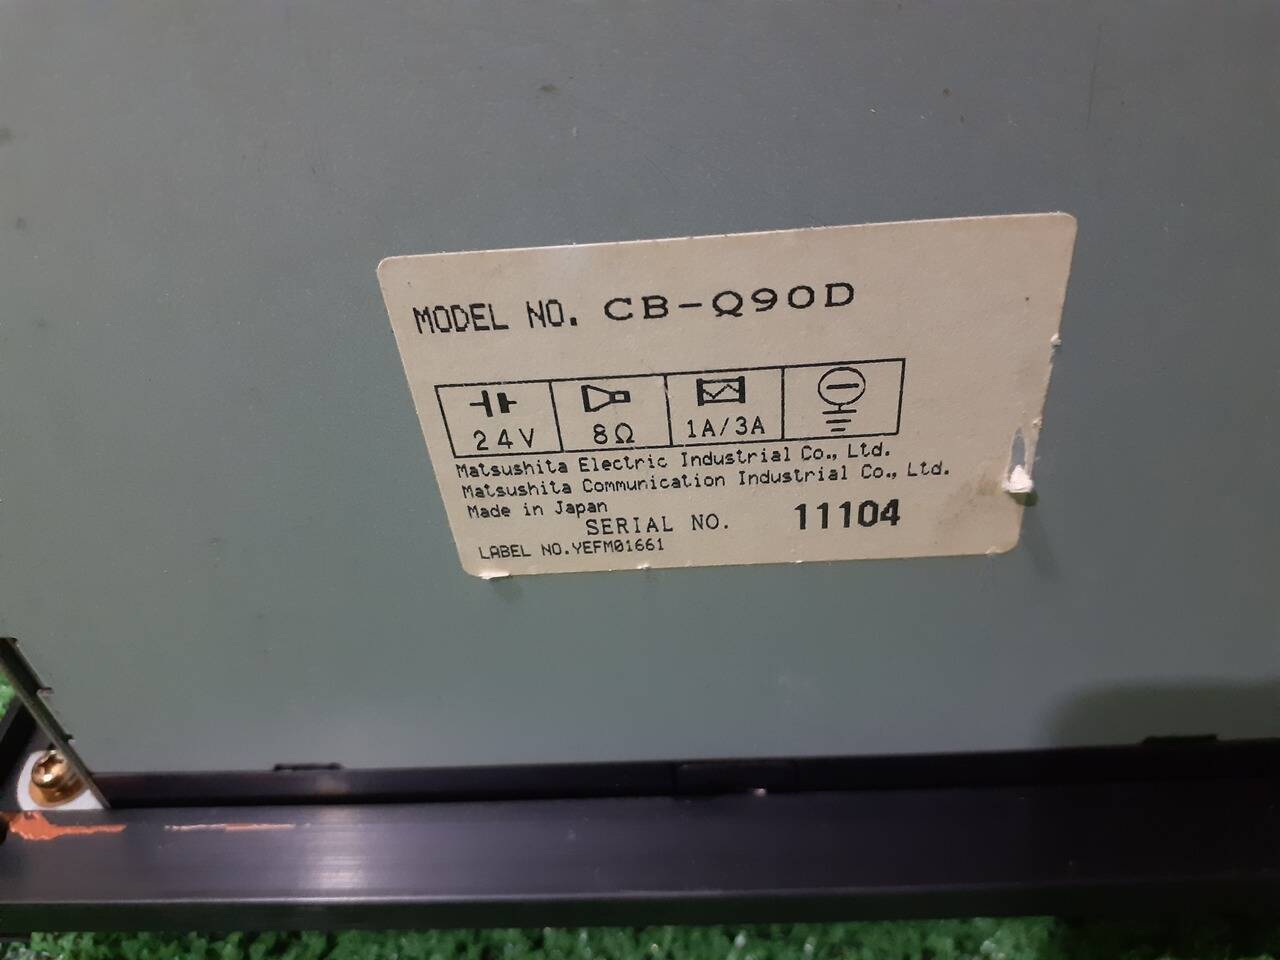 MODEL NO. CB-Q90D
24V 8Ω 1A/3A
Matsushita Electric Industrial Co., Ltd.
Matsushita Communication Industrial Co., Ltd.
Made in Japan
SERIAL NO. 11104
LABEL NO.YEFM01661